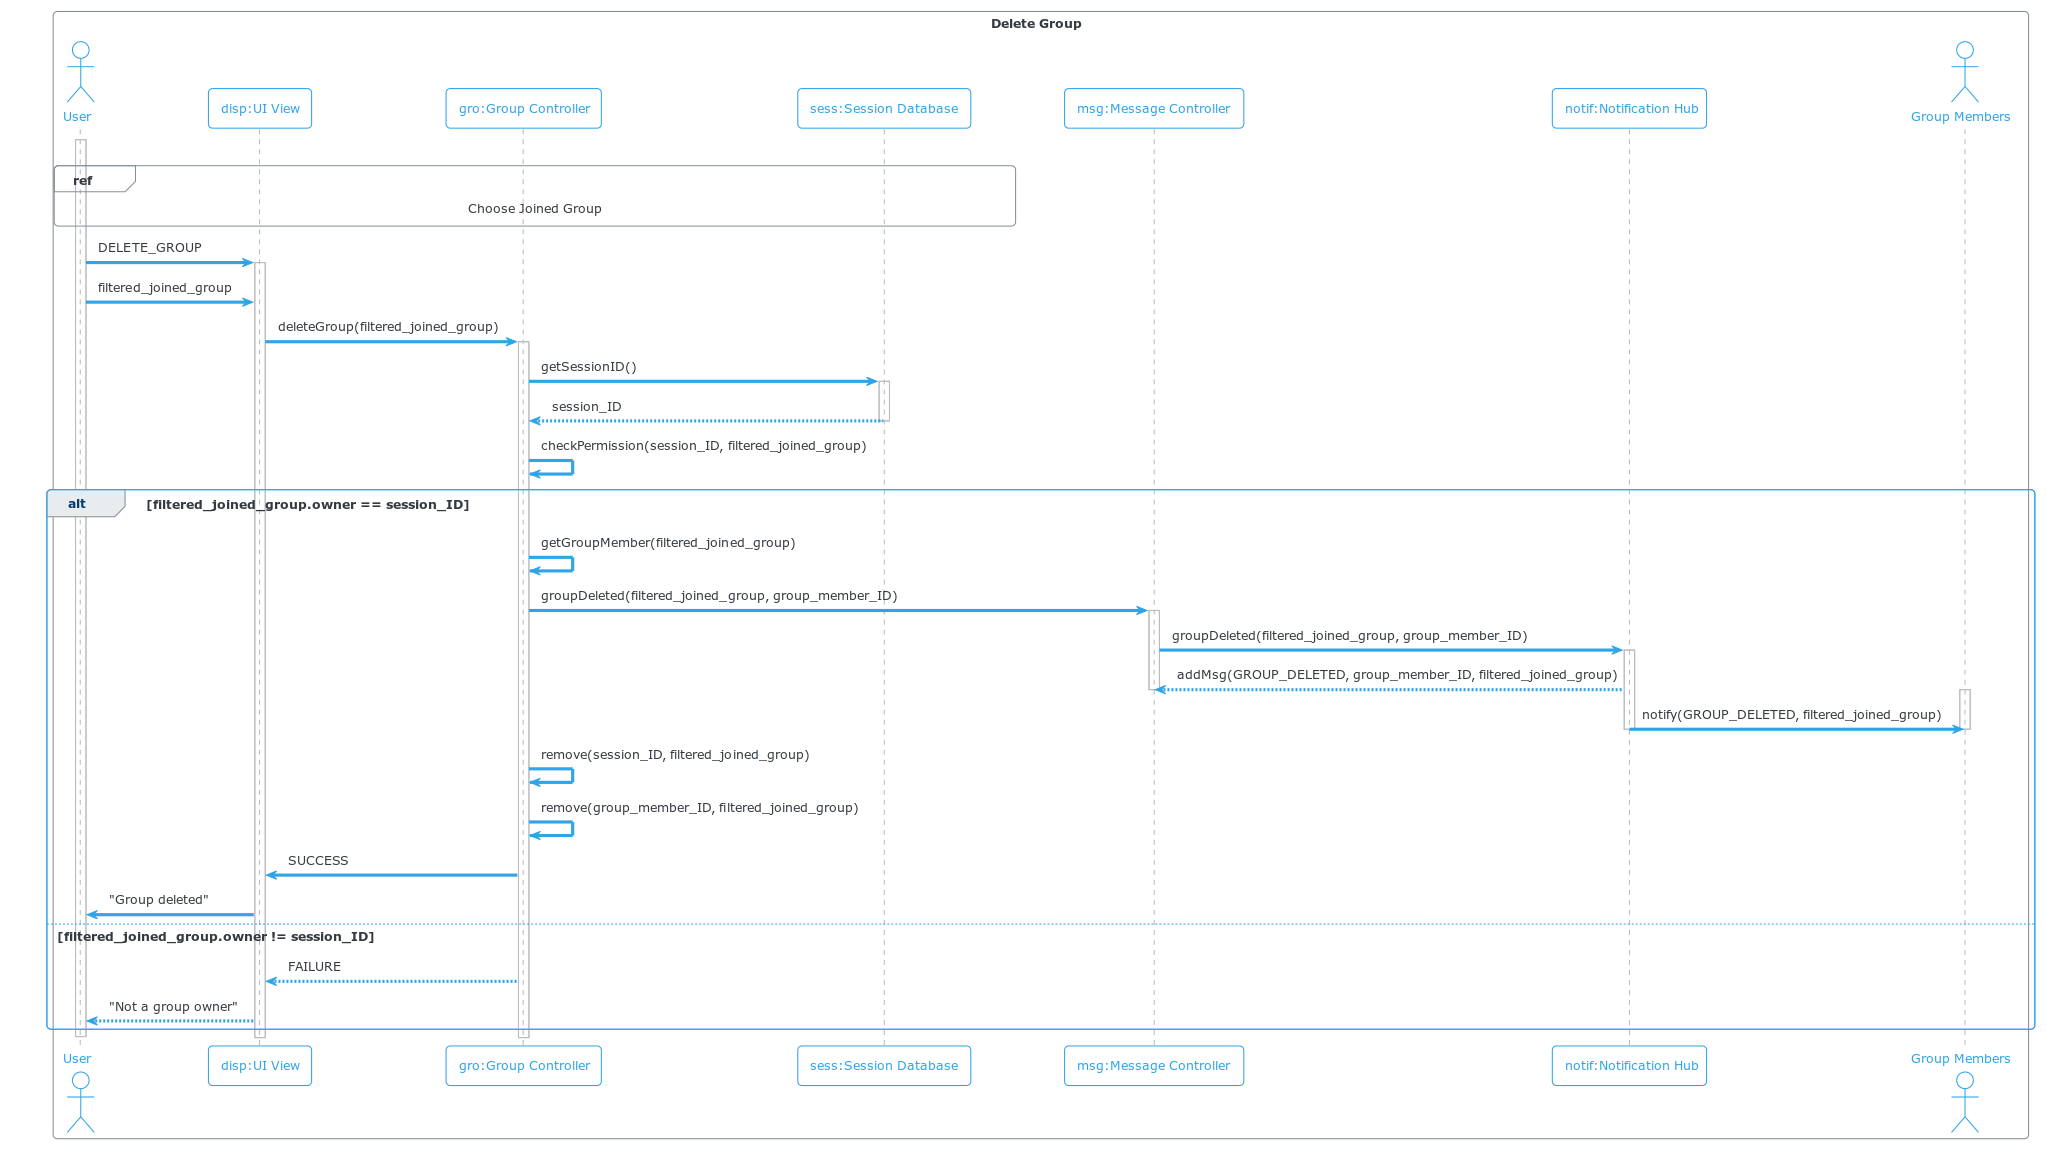 Delete Group
User
disp:UI View
gro:Group Controller
sess:Session Database
msg:Message Controller
notif:Notification Hub
Group Members
ref
Choose Joined Group
DELETE_GROUP
filtered_joined_group
deleteGroup(filtered_joined_group)
getSessionID()
session_ID
checkPermission(session_ID, filtered_joined_group)
alt
[filtered_joined_group.owner == session_ID]
getGroupMember(filtered_joined_group)
groupDeleted(filtered_joined_group, group_member_ID)
groupDeleted(filtered_joined_group, group_member_ID)
addMsg(GROUP_DELETED, group_member_ID, filtered_joined_group)
notify(GROUP_DELETED, filtered_joined_group)
remove(session_ID, filtered_joined_group)
remove(group_member_ID, filtered_joined_group)
SUCCESS
"Group deleted"
[filtered_joined_group.owner != session_ID]
FAILURE
"Not a group owner"
User
disp:UI View
gro:Group Controller
sess:Session Database
msg:Message Controller
notif:Notification Hub
Group Members